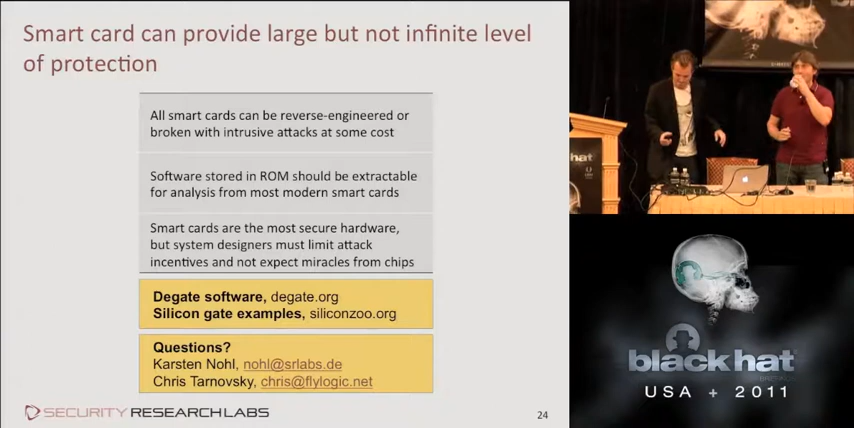 Smart card can provide large but not infinite level
of protection
All smart cards can be reverse-engineered or
broken with intrusive attacks at some cost
Software stored in ROM should be extractable
for analysis from most modern smart cards
Smart cards are the most secure hardware,
but system designers must limit attack
incentives and not expect miracles from chips
Degate software, degate.org
Silicon gate examples, siliconzoo.org
Questions?
Karsten Nohl, nohl@srlabs.de
Chris Tarnovsky, chris@flylogic.net
SECURITY RESEARCH LABS
24
hat
black hat
USA + 2011